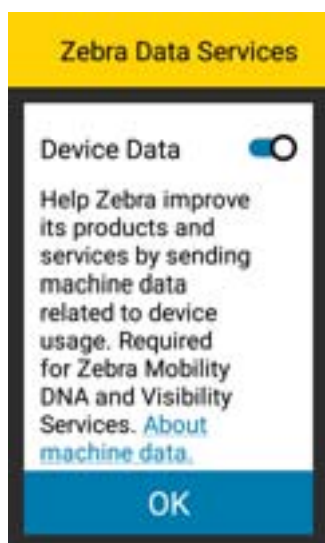 Zebra Data Services
Device Data
Help Zebra improve
its products and
services by sending
machine data
related to device
usage. Required
for Zebra Mobility
DNA and Visibility
Services. About
machine data.
OK